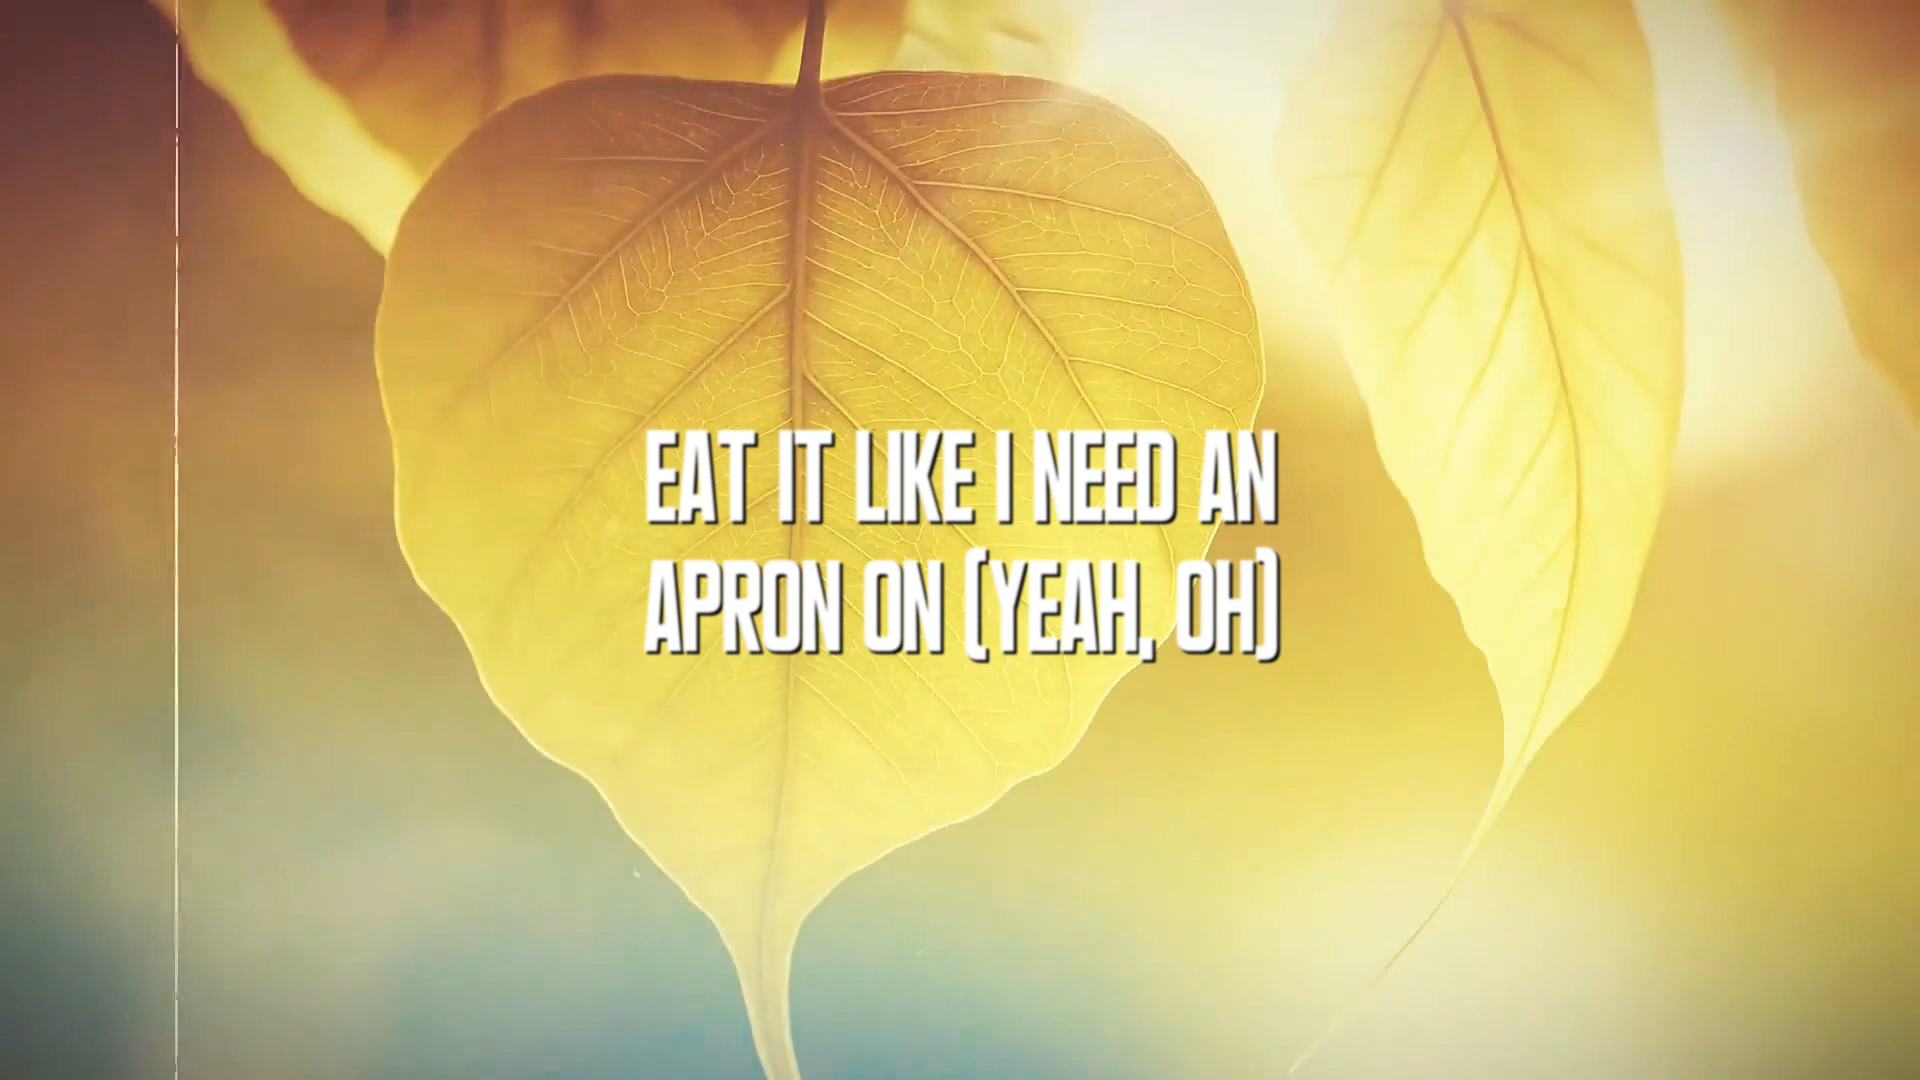 EAT IT LIKE I NEED AN
APRON ON (YEAH, OH)